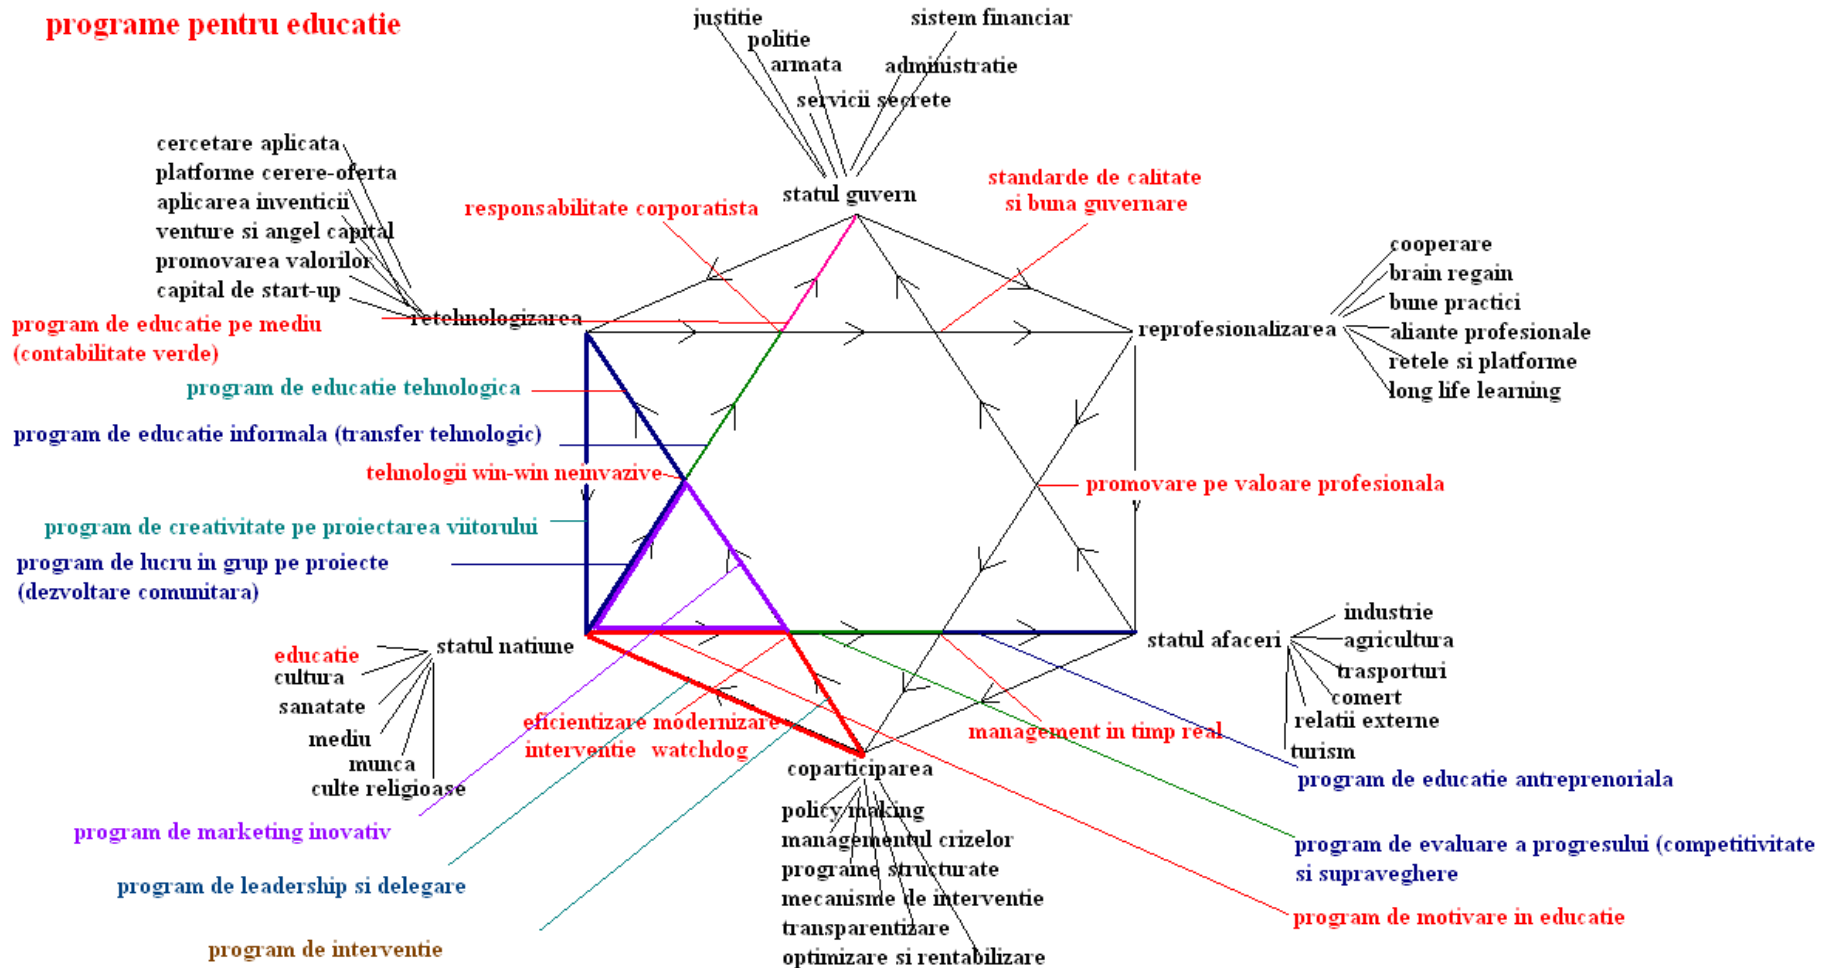 programe pentru educatie
justitie
sistem financiar
politie
armata
administratie
servicii secrete
statul guvern
cercetare aplicata
platforme cerere-oferta
aplicarea inventicii
venture si angel capital
promovarea valorilor
capital de start-up
retehnologizarea
responsabilitate corporatista
standarde de calitate
si buna guvernare
cooperare
brain regain
bune practici
aliante profesionale
retele si platforme
long life learning
reprofesionalizarea
program de educatie pe mediu
(contabilitate verde)
program de educatie tehnologica
program de educatie informala (transfer tehnologic)
tehnologii win-win neinvazive
promovare pe valoare profesionala
program de creativitate pe proiectarea viitorului
program de lucru in grup pe proiecte
(dezvoltare comunitara)
statul natiune
educatie
cultura
sanatate
mediu
munca
culte religioase
statul afaceri
industrie
agricultura
trasporturi
comert
relatii externe
turism
eficientizare modernizare
interventie watchdog
management in timp real
coparticiparea
policy making
managementul crizelor
programe structurate
mecanisme de interventie
transparentizare
optimizare si rentabilizare
program de marketing inovativ
program de leadership si delegare
program de interventie
program de educatie antreprenoriala
program de evaluare a progresului (competitivitate
si supraveghere
program de motivare in educatie